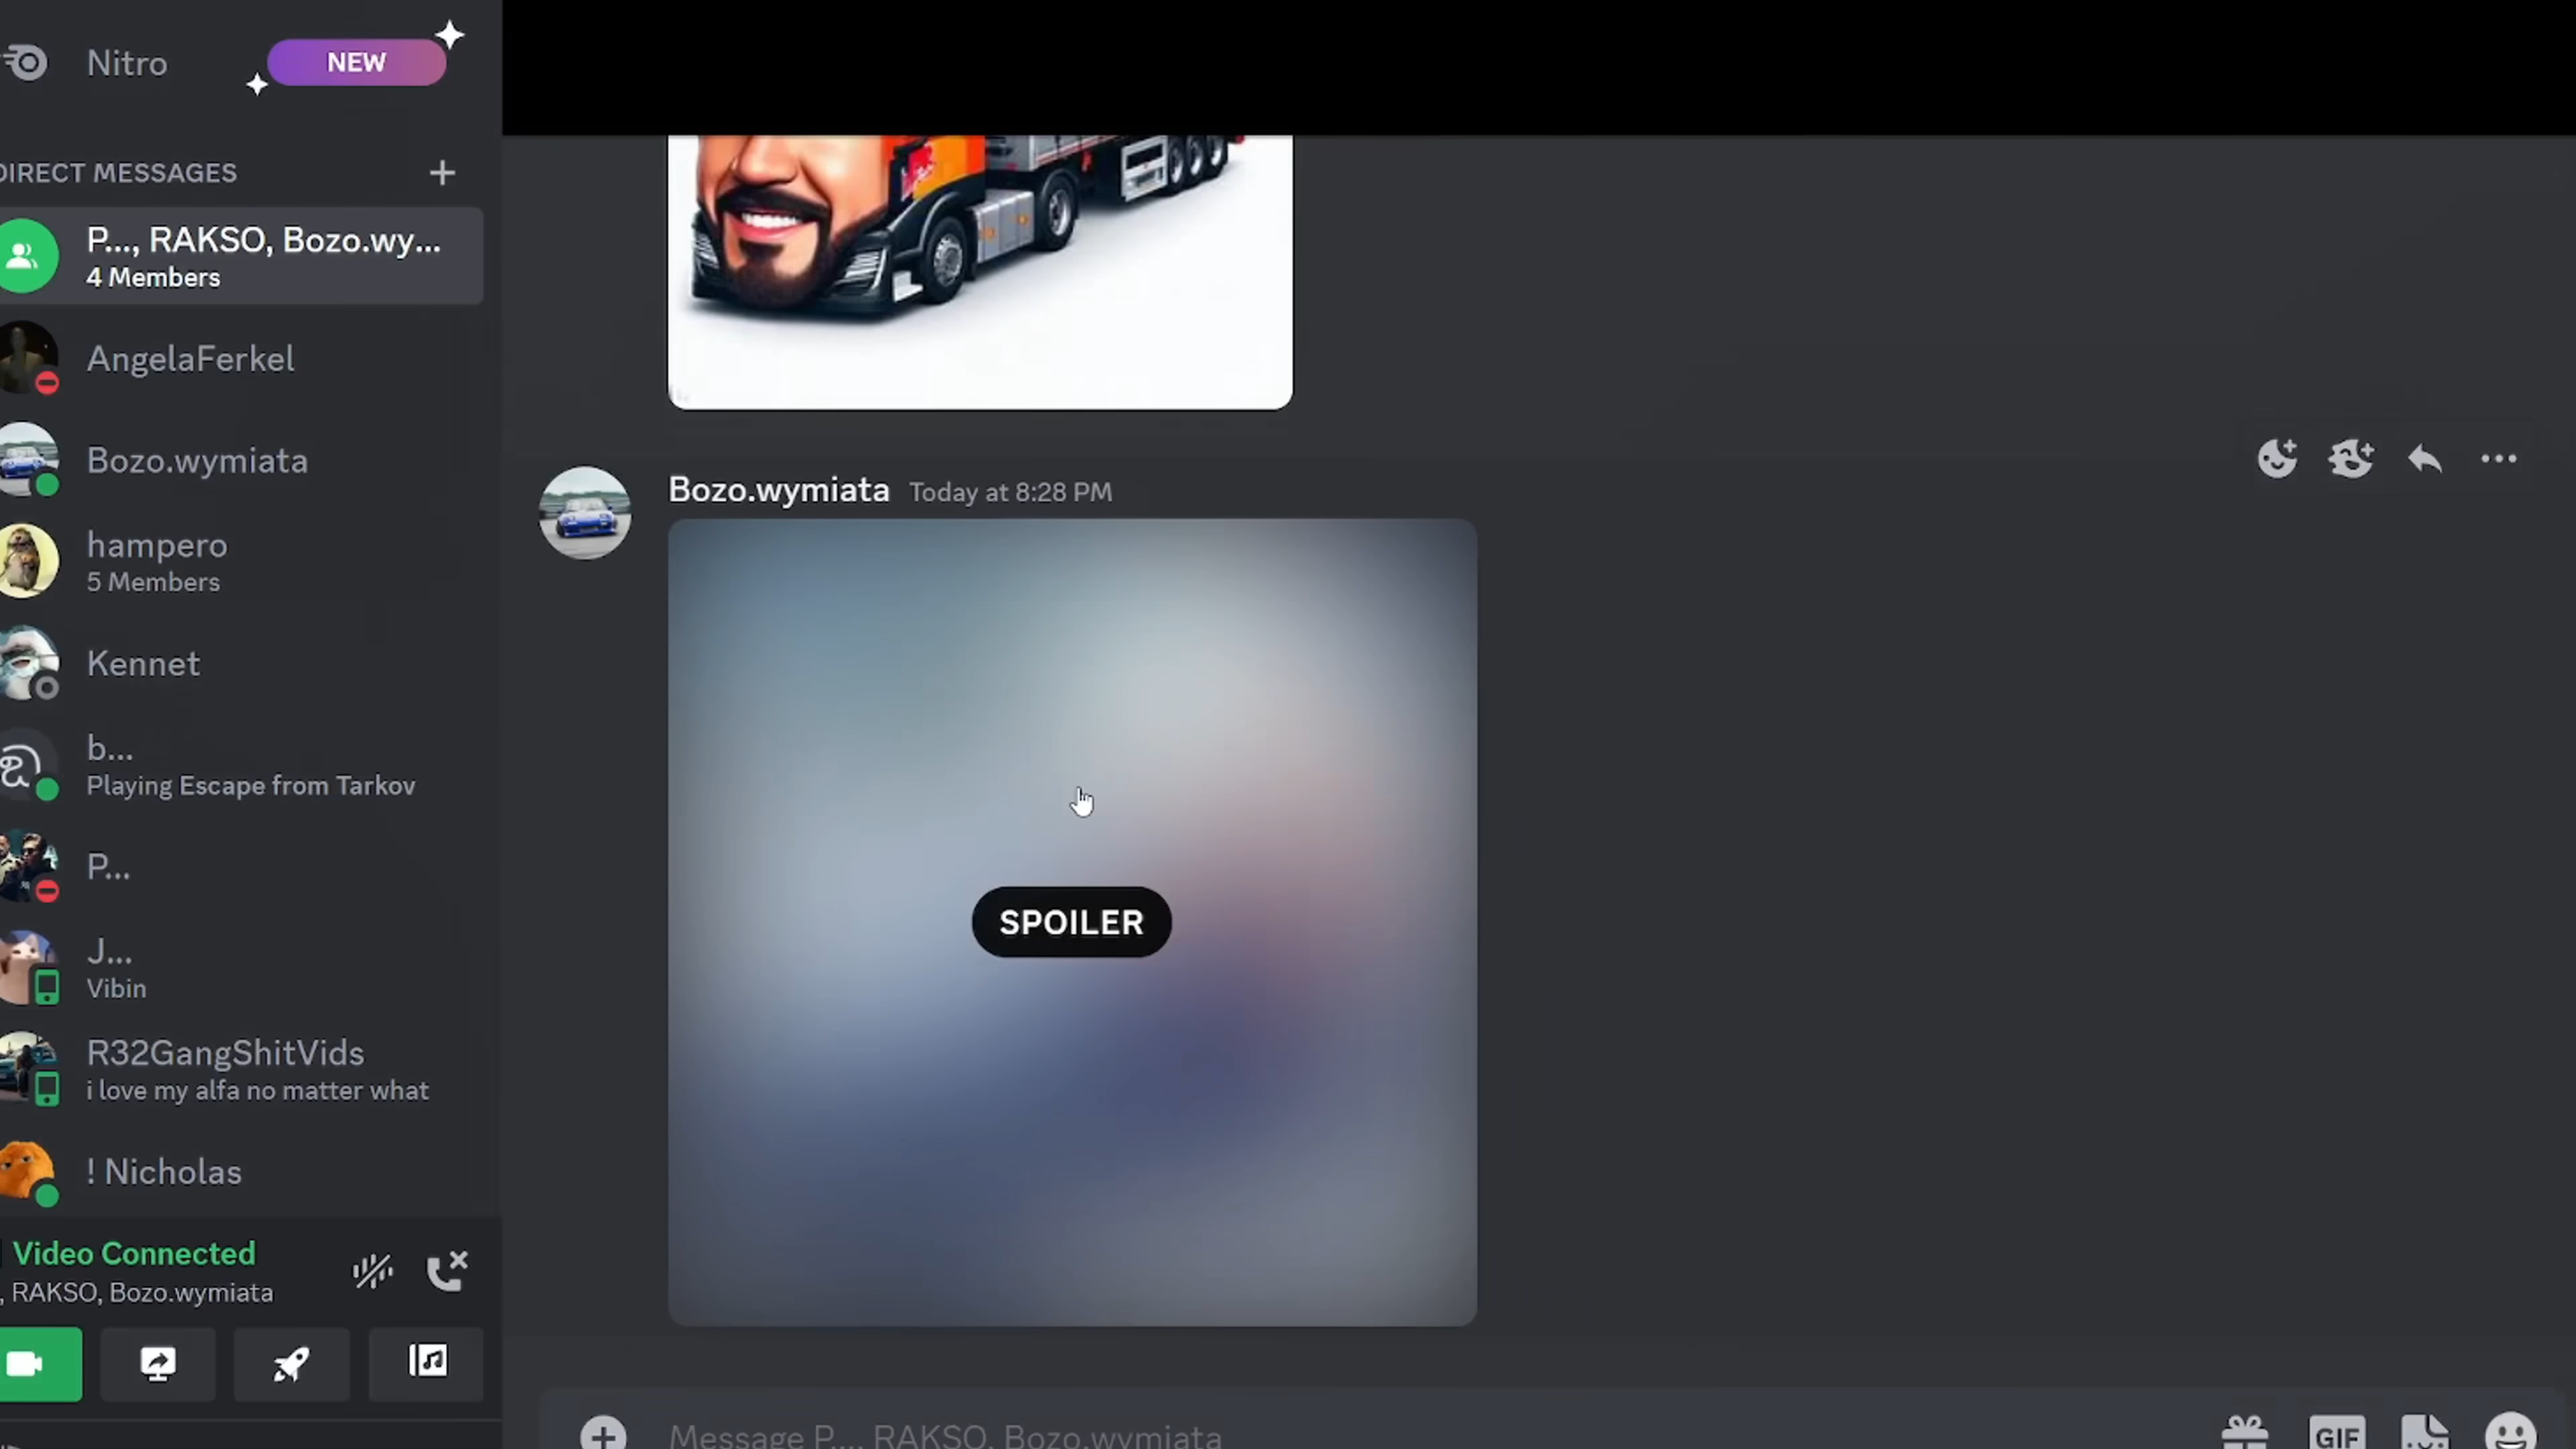 Nitro
NEW
DIRECT MESSAGES
P..., RAKSO, Bozo.wy...
4 Members
AngelaFerkel
Bozo.wymiata
hampero
5 Members
Kennet
b...
Playing Escape from Tarkov
P...
J...
Vibin
R32GangShitVids
i love my alfa no matter what
! Nicholas
Video Connected
, RAKSO, Bozo.wymiata
Bozo.wymiata Today at 8:28 PM
SPOILER
Message P..., RAKSO, Bozo.wymiata
GIF